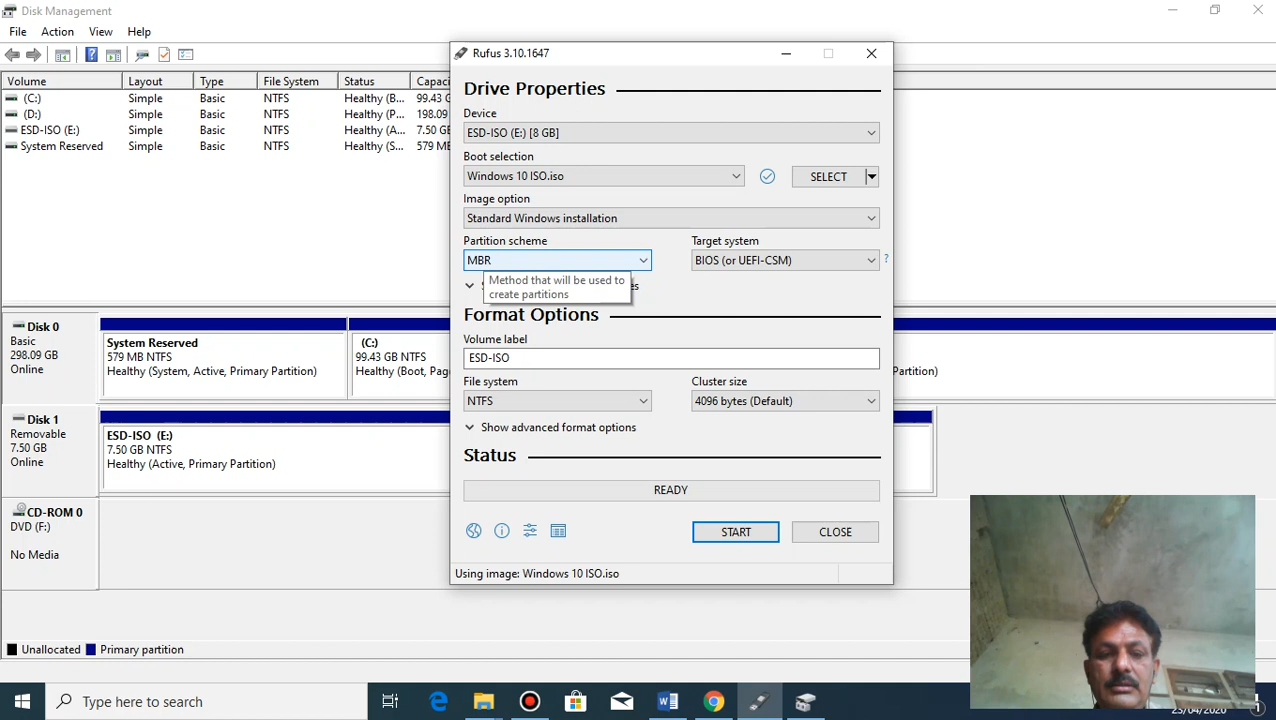 Disk Management
File Action View Help
Volume Layout Type File System Status Capaci
(C:) Simple Basic NTFS Healthy (B... 99.43 G
(D:) Simple Basic NTFS Healthy (P... 198.09
ESD-ISO (E:) Simple Basic NTFS Healthy (A... 7.50 GB
System Reserved Simple Basic NTFS Healthy (S... 579 MB
Rufus 3.10.1647
Drive Properties
Device
ESD-ISO (E:) [8 GB]
Boot selection
Windows 10 ISO.iso SELECT
Image option
Standard Windows installation
Partition scheme Target system
MBR BIOS (or UEFI-CSM) ?
Method that will be used to
create partitions
Format Options
Volume label
ESD-ISO
File system Cluster size
NTFS 4096 bytes (Default)
Show advanced format options
Status
READY
START CLOSE
Using image: Windows 10 ISO.iso
Disk 0
Basic
298.09 GB
Online
System Reserved
579 MB NTFS
Healthy (System, Active, Primary Partition)
(C:)
99.43 GB NTFS
Healthy (Boot, Pag
Partition)
Disk 1
Removable
7.50 GB
Online
ESD-ISO (E:)
7.50 GB NTFS
Healthy (Active, Primary Partition)
CD-ROM 0
DVD (F:)
No Media
Unallocated Primary partition
Type here to search
23/04/2020